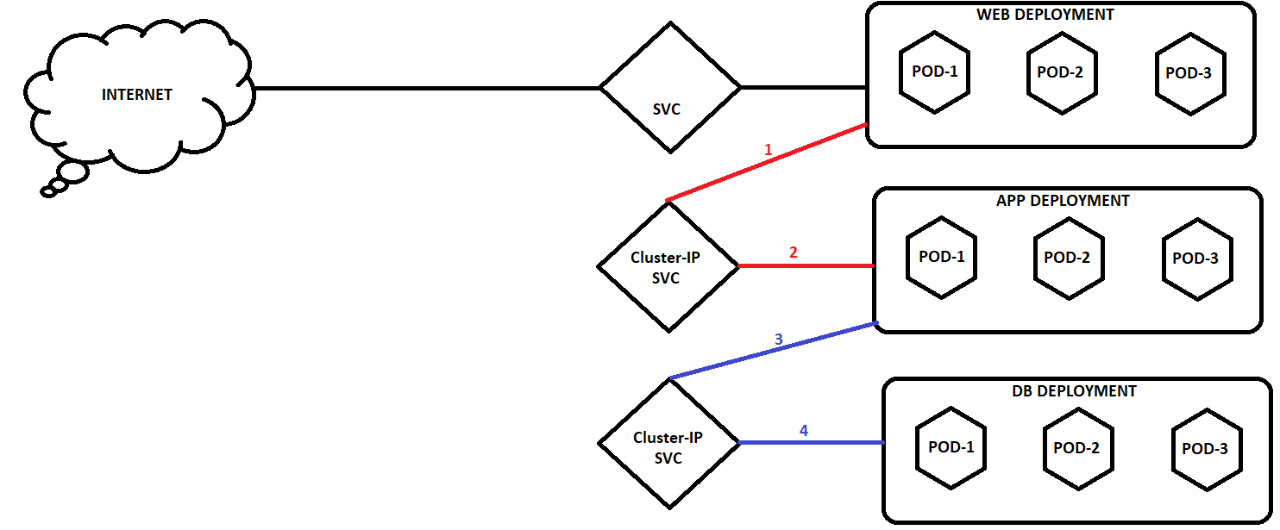 INTERNET
SVC
WEB DEPLOYMENT
POD-1
POD-2
POD-3
1
Cluster-IP
SVC
2
APP DEPLOYMENT
POD-1
POD-2
POD-3
3
Cluster-IP
SVC
4
DB DEPLOYMENT
POD-1
POD-2
POD-3